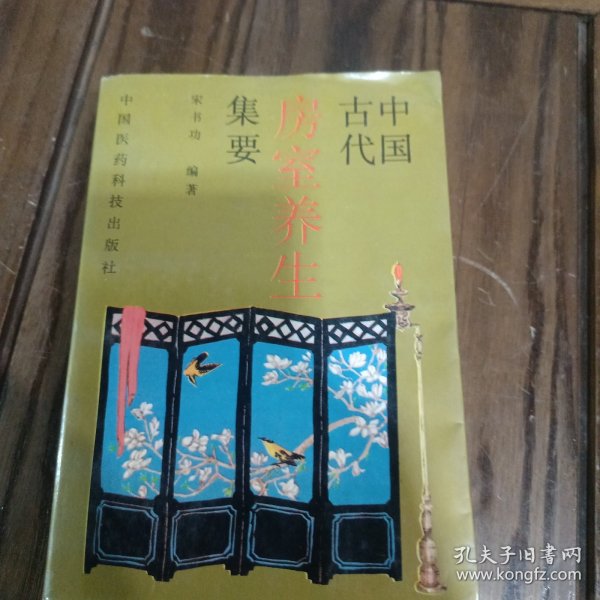 中国
古代
房室养生
集要
宋书功 编著
中国医药科技出版社
孔夫子旧书网
www.kongfz.com